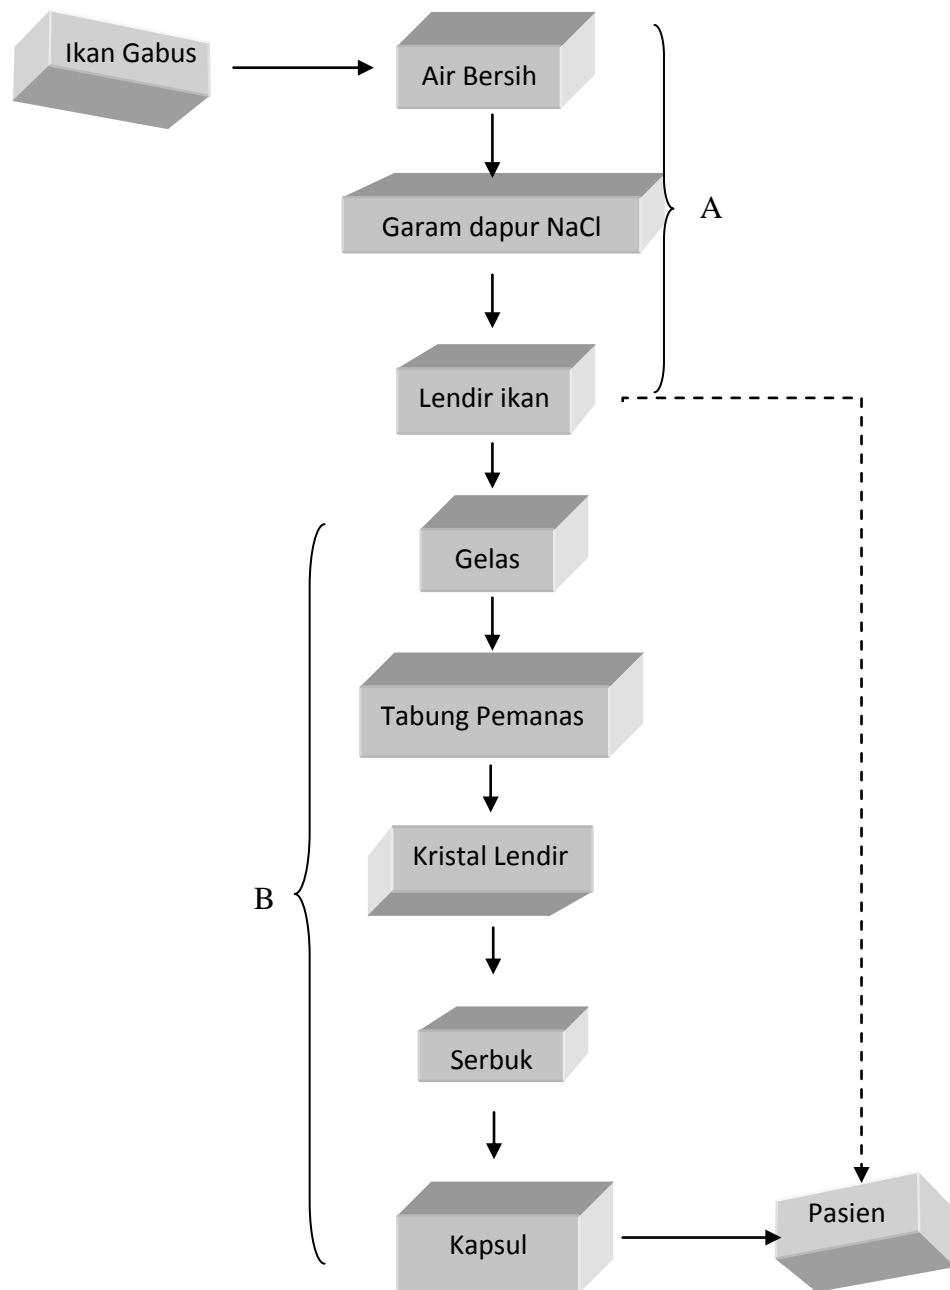 Ikan Gabus
Air Bersih
Garam dapur NaCl
A
Lendir ikan
Gelas
Tabung Pemanas
Kristal Lendir
B
Serbuk
Kapsul
Pasien